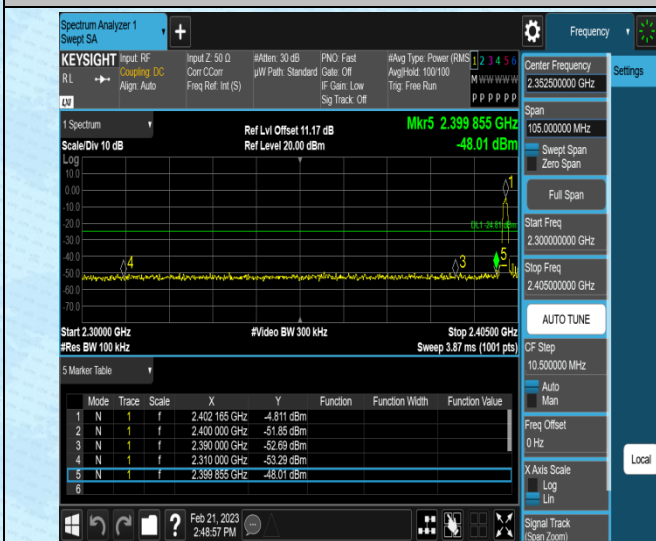 Spectrum Analyzer 1
Swept SA
+
Frequency
KEYSIGHT Input: RF Input Z: 50 Ω #Atten: 30 dB PNO: Fast #Avg Type: Power (RMS 1 2 3 4 5 6
RL Coupling: DC Corr CCorr µW Path: Standard Gate: Off Avg|Hold: 100/100 M W W W W W
Align: Auto Freq Ref: Int (S) IF Gain: Low Trig: Free Run
LXI Sig Track: Off P P P P P P
1 Spectrum
Scale/Div 10 dB
Ref Lvl Offset 11.17 dB
Ref Level 20.00 dBm
Mkr5 2.399 855 GHz
-48.01 dBm
Log
10.0
0.00
-10.0
-20.0
-30.0
-40.0
-50.0
-60.0
-70.0
1
DL1 -24.81 dBm
4
3
5
Start 2.30000 GHz #Video BW 300 kHz Stop 2.40500 GHz
#Res BW 100 kHz Sweep 3.87 ms (1001 pts)
5 Marker Table
Mode Trace Scale X Y Function Function Width Function Value
1 N 1 f 2.402 165 GHz -4.811 dBm
2 N 1 f 2.400 000 GHz -51.85 dBm
3 N 1 f 2.390 000 GHz -52.69 dBm
4 N 1 f 2.310 000 GHz -53.29 dBm
5 N 1 f 2.399 855 GHz -48.01 dBm
6
?
Feb 21, 2023
2:48:57 PM
Center Frequency
2.352500000 GHz
Settings
Span
105.000000 MHz
Swept Span
Zero Span
Full Span
Start Freq
2.300000000 GHz
Stop Freq
2.405000000 GHz
AUTO TUNE
CF Step
10.500000 MHz
Auto
Man
Freq Offset
0 Hz
Local
X Axis Scale
Log
Lin
Signal Track
(Span Zoom)